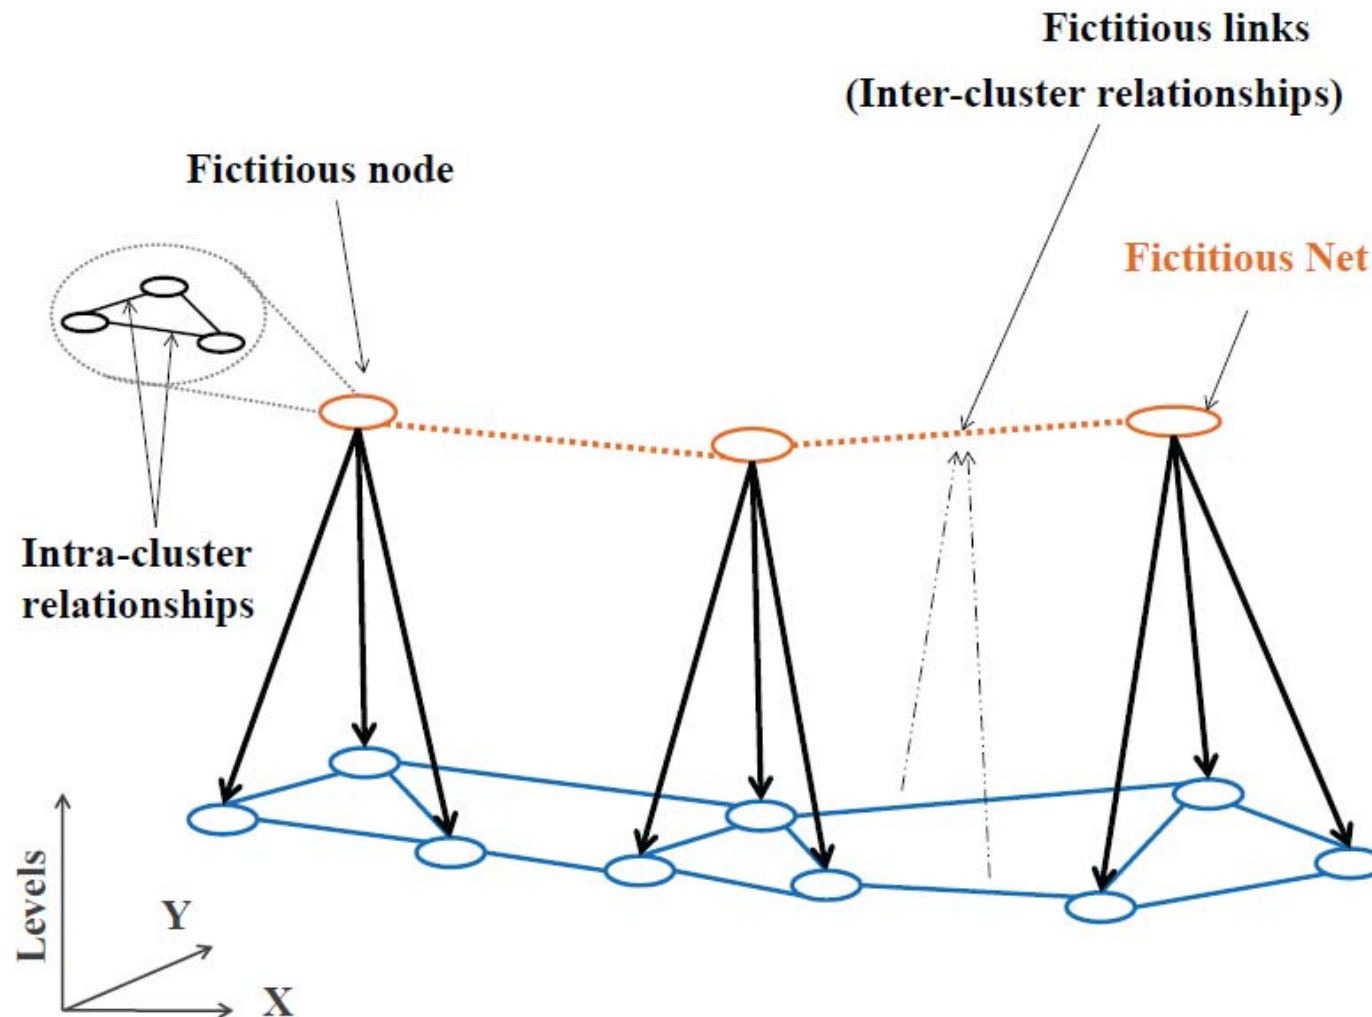 Fictitious links
(Inter-cluster relationships)
Fictitious node
Fictitious Net
Intra-cluster
relationships
Levels
Y
X